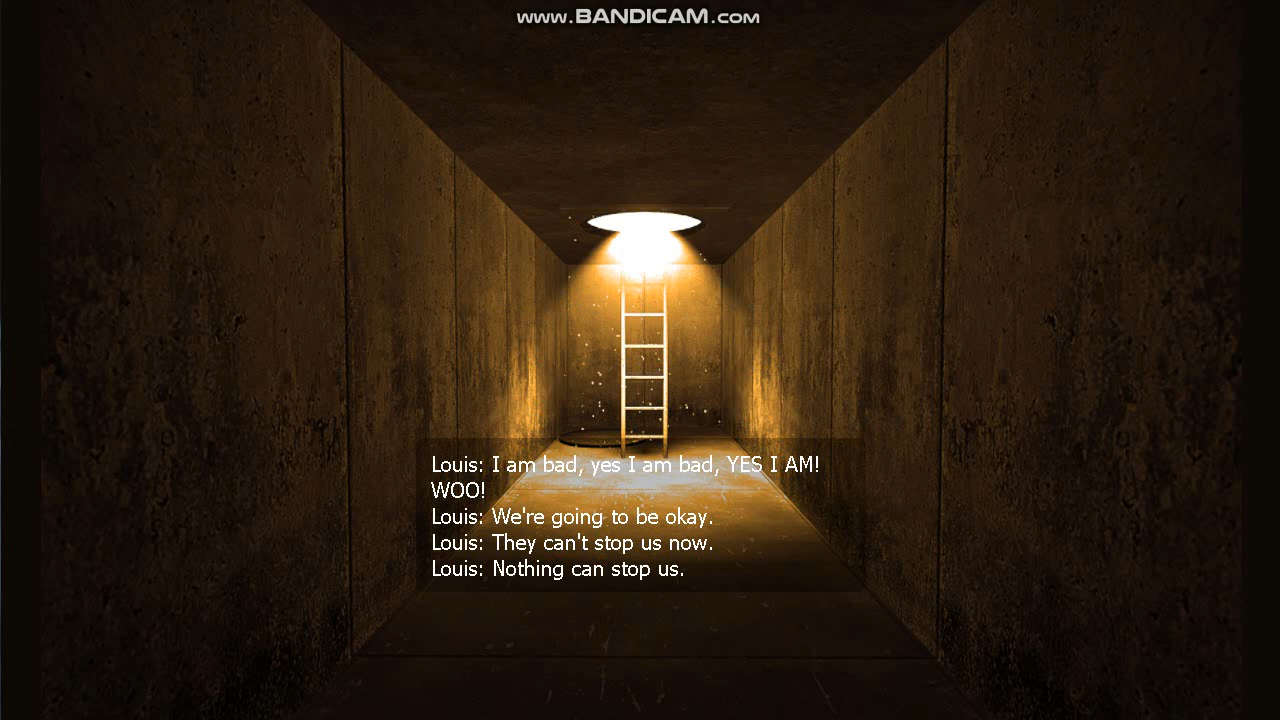 www.BANDICAM.com
Louis: I am bad, yes I am bad, YES I AM!
WOO!
Louis: We're going to be okay.
Louis: They can't stop us now.
Louis: Nothing can stop us.